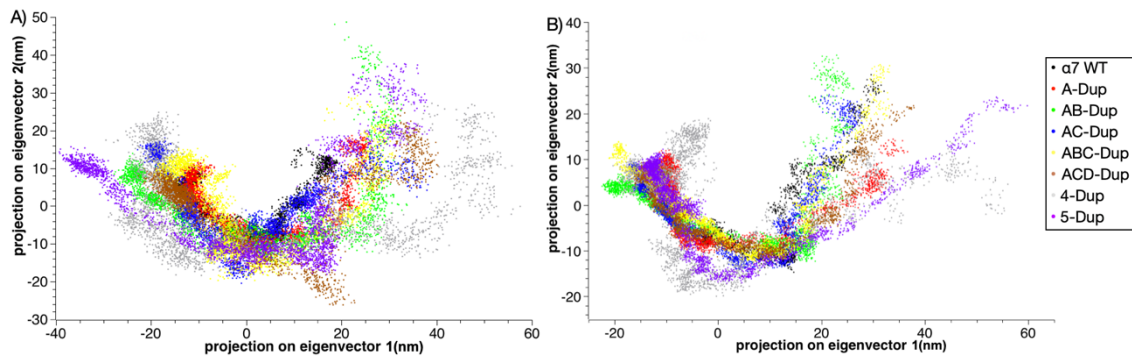 A)
projection on eigenvector 2(nm)
50
40
30
20
10
0
-10
-20
-30
-40
-20
0
20
40
60
projection on eigenvector 1(nm)
B)
projection on eigenvector 2(nm)
40
30
20
10
0
-10
-20
-20
0
20
40
60
projection on eigenvector 1(nm)
α7 WT
A-Dup
AB-Dup
AC-Dup
ABC-Dup
ACD-Dup
4-Dup
5-Dup